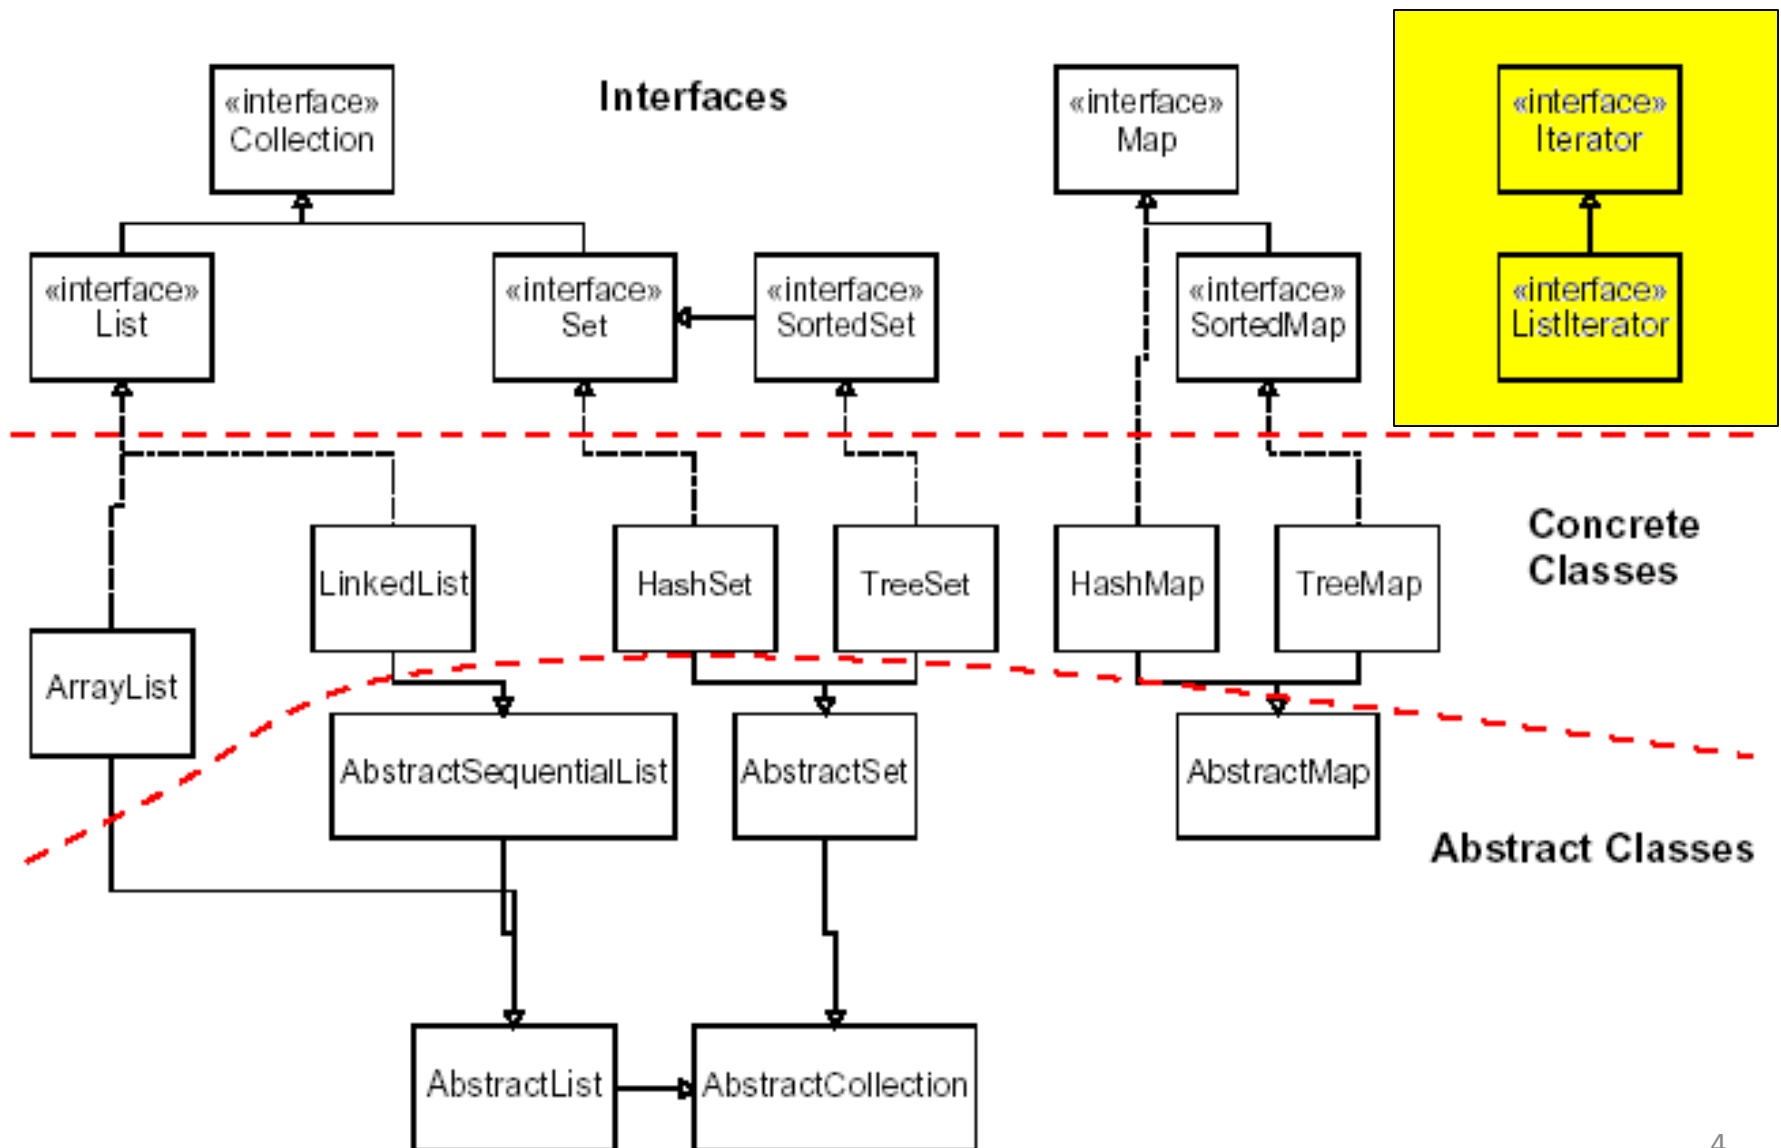 Interfaces
«interface»
Collection
«interface»
Map
«interface»
Iterator
«interface»
List
«interface»
Set
«interface»
SortedSet
«interface»
SortedMap
«interface»
ListIterator
Concrete
Classes
LinkedList
HashSet
TreeSet
HashMap
TreeMap
ArrayList
AbstractSequentialList
AbstractSet
AbstractMap
Abstract Classes
AbstractList
AbstractCollection
4